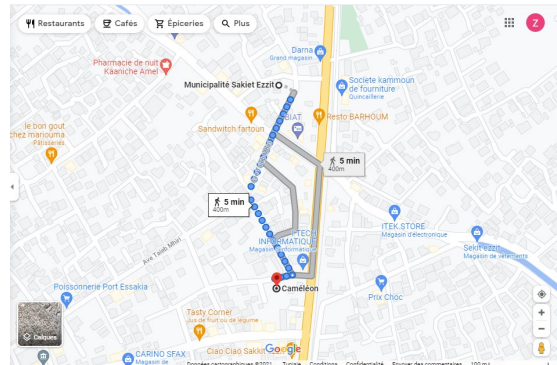 Restaurants
Cafés
Épiceries
Plus
Z
Darna
Grand magasin
Pharmacie de nuit
Kaaniche Amel
Municipalité Sakiet Ezzit
Societe kammoun
de fourniture
Quincaillerie
BIAT
Resto BARHOUM
Sandwitch fartoun
le bon gout
chez mariouma
Pâtisseries
5 min
400m
5 min
400m
ITEK.STORE
Magasin d'électronique
INFORMATIQUE
Ave Taieb Mhiri
Magasin de vêtements
Poissonnerie Port Essakia
Caméléon
Prix Choc
Tasty Corner
Jus de fruit ou de légume
Calques
Google
CARINO SFAX
Magasin de
Ciao Ciao Sakiet
Données cartographiques ©2021
Tunisie
Conditions
Confidentialité
Envoyer des commentaires
100 m